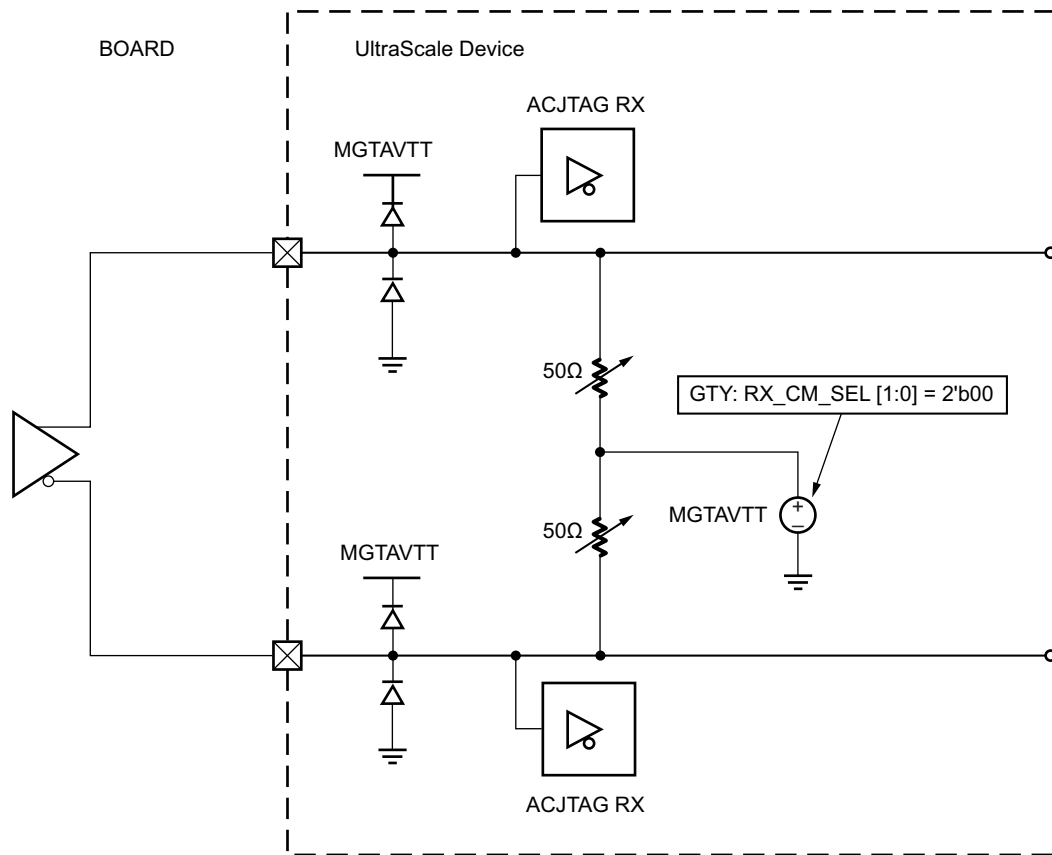 BOARD
UltraScale Device
ACJTAG RX
MGTAVTT
50Ω
GTY: RX_CM_SEL [1:0] = 2'b00
+
MGTAVTT
–
50Ω
MGTAVTT
ACJTAG RX